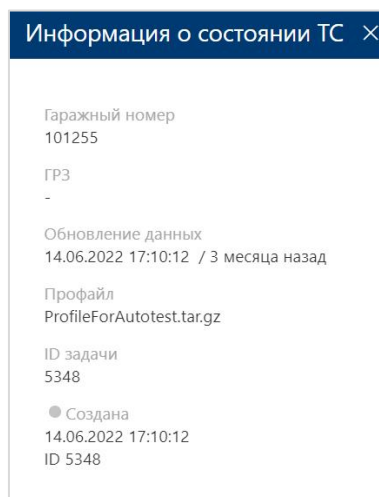 Информация о состоянии ТС
Гаражный номер
101255
ГРЗ
-
Обновление данных
14.06.2022 17:10:12 / 3 месяца назад
Профайл
ProfileForAutotest.tar.gz
ID задачи
5348
Создана
14.06.2022 17:10:12
ID 5348